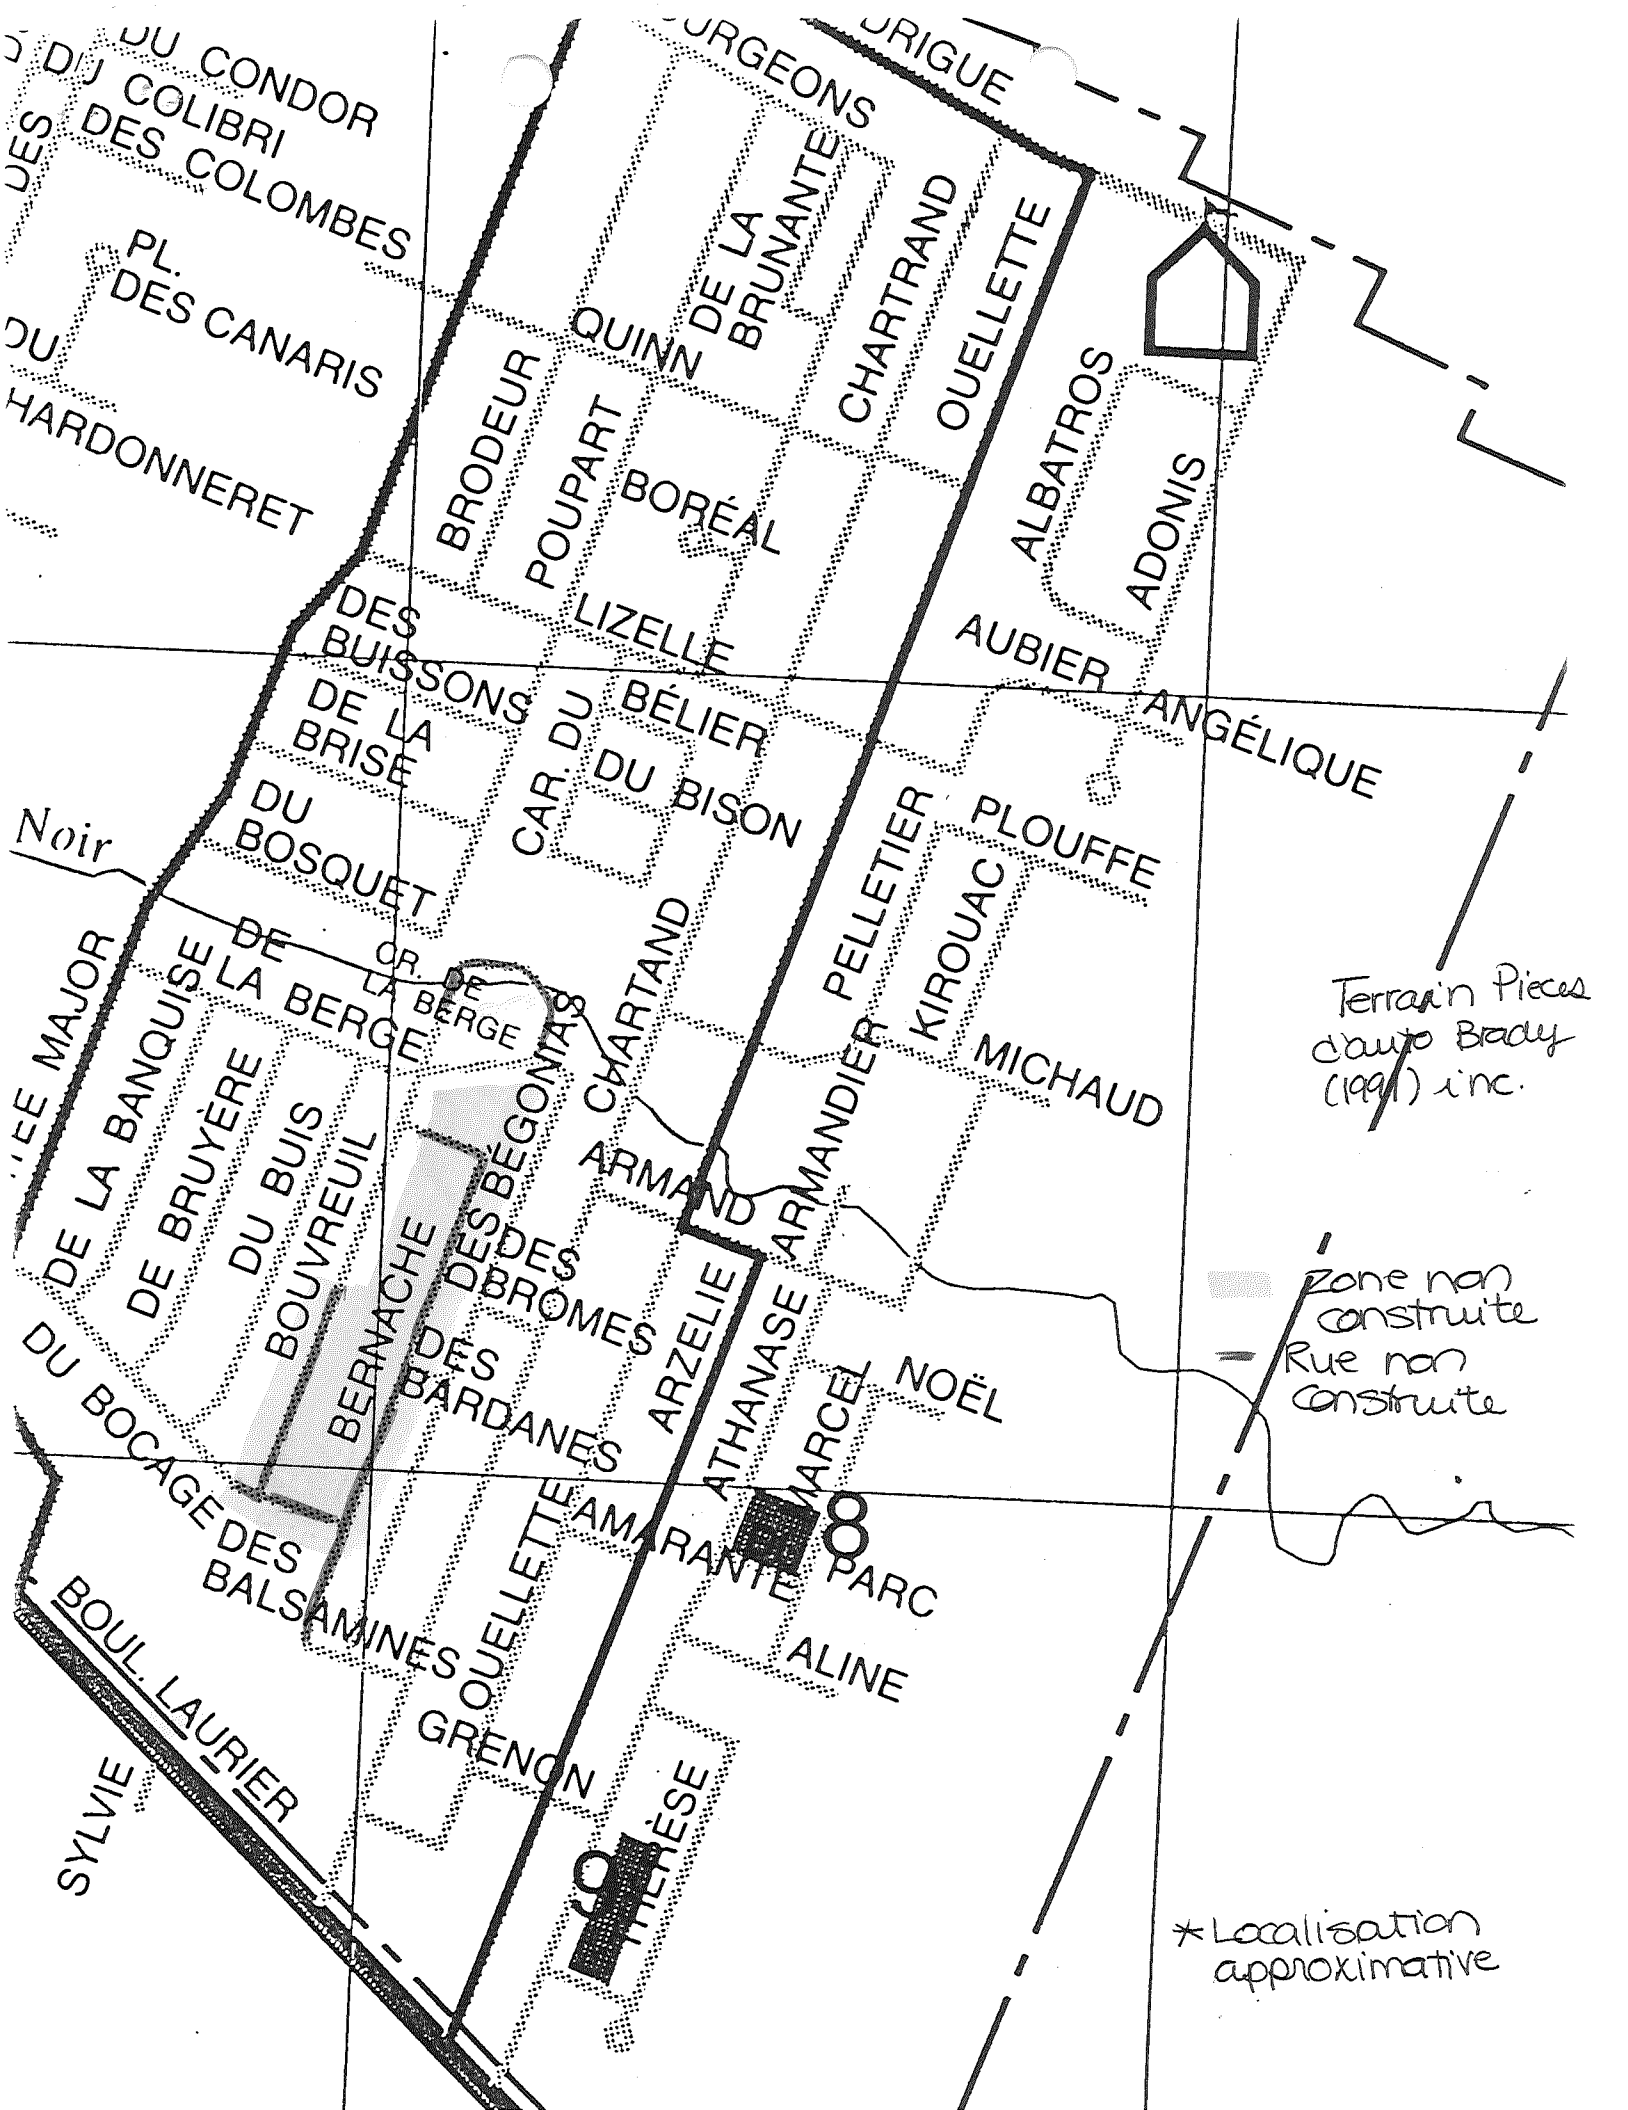 DU CONDOR
DU COLIBRI
DES COLOMBES
DES
PL.
DES CANARIS
DU
HARDONNERET
URGEONS
DRIGUE
DE LA
BRUNANTE
CHARTRAND
OUELLETTE
QUINN
BRODEUR
POUPART
BORÉAL
ALBATROS
ADONIS
LIZELLE
DES
BUISSONS
DE LA
BRISE
CAR. DU
BÉLIER
DU BISON
AUBIER
ANGÉLIQUE
DU
BOSQUET
Noir
PELLETIER
PLOUFFE
KIROUAC
CHARTAND
DE
LA BERGE
CR. DE
LA BERGE
ÉE MAJOR
DE LA BANQUISE
DE BRUYÈRE
DU BUIS
BOUVREUIL
BERNACHE
DES BÉGONIAS
ARMAND
ARMANDIER
MICHAUD
Terrain Pièces
d'auto Brady
(1991) inc.
DES
BROMES
DES
BARDANES
ARZELIE
ATHANASE
MARCEL
NOËL
zone non
construite
Rue non
construite
DU BOCAGE
DES
BALSAMINES
OUELLETTE
AMARANTE
8
PARC
ALINE
BOUL. LAURIER
GRENON
SYLVIE
THÉRÈSE
9
* Localisation
approximative